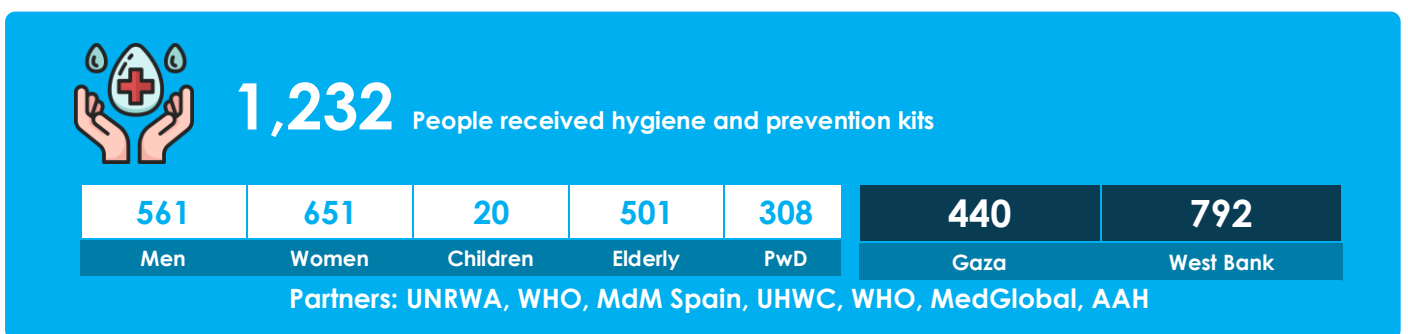 1,232 People received hygiene and prevention kits
561 651 20 501 308 440 792
Men Women Children Elderly PwD Gaza West Bank
Partners: UNRWA, WHO, MdM Spain, UHWC, WHO, MedGlobal, AAH